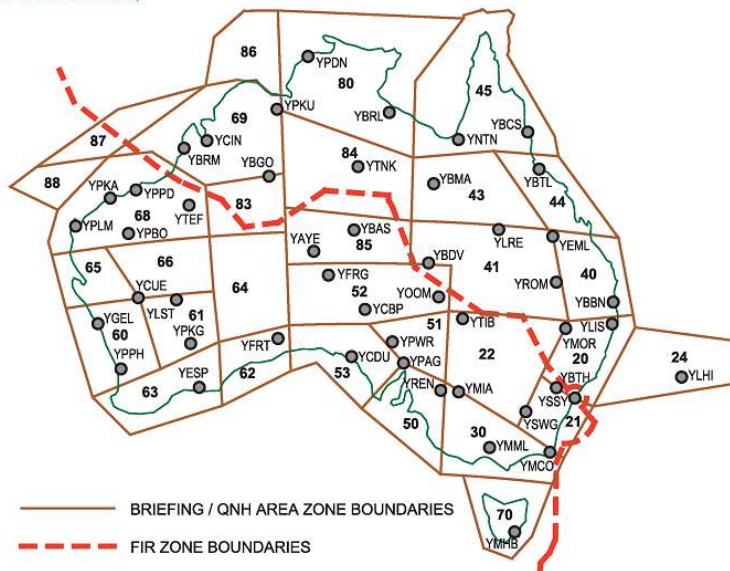 86
YPDN
80
45
69
YPKU
YBRL
YBCS
YCIN
YNTN
87
YBRM
84
YTNK
YBGO
YBTL
88
YPKA
YPPD
YBMA
43
44
83
68
YTEF
YPLM
YPBO
YBAS
YLRE
YEML
YAYE
85
41
65
66
YBDV
40
YFRG
YROM
YCUE
64
52
YOOM
YBBN
61
YLST
YCBP
YGEL
60
51
YTIB
YLIS
YPKG
YFRT
YPWR
YMOR
22
20
24
YPPH
YCDU
YPAG
YBTH
YLHI
YESP
62
53
YREN
YMIA
YSSY
63
50
YSWG
21
30
YMML
YMCO
70
YMHB
BRIEFING / QNH AREA ZONE BOUNDARIES
FIR ZONE BOUNDARIES